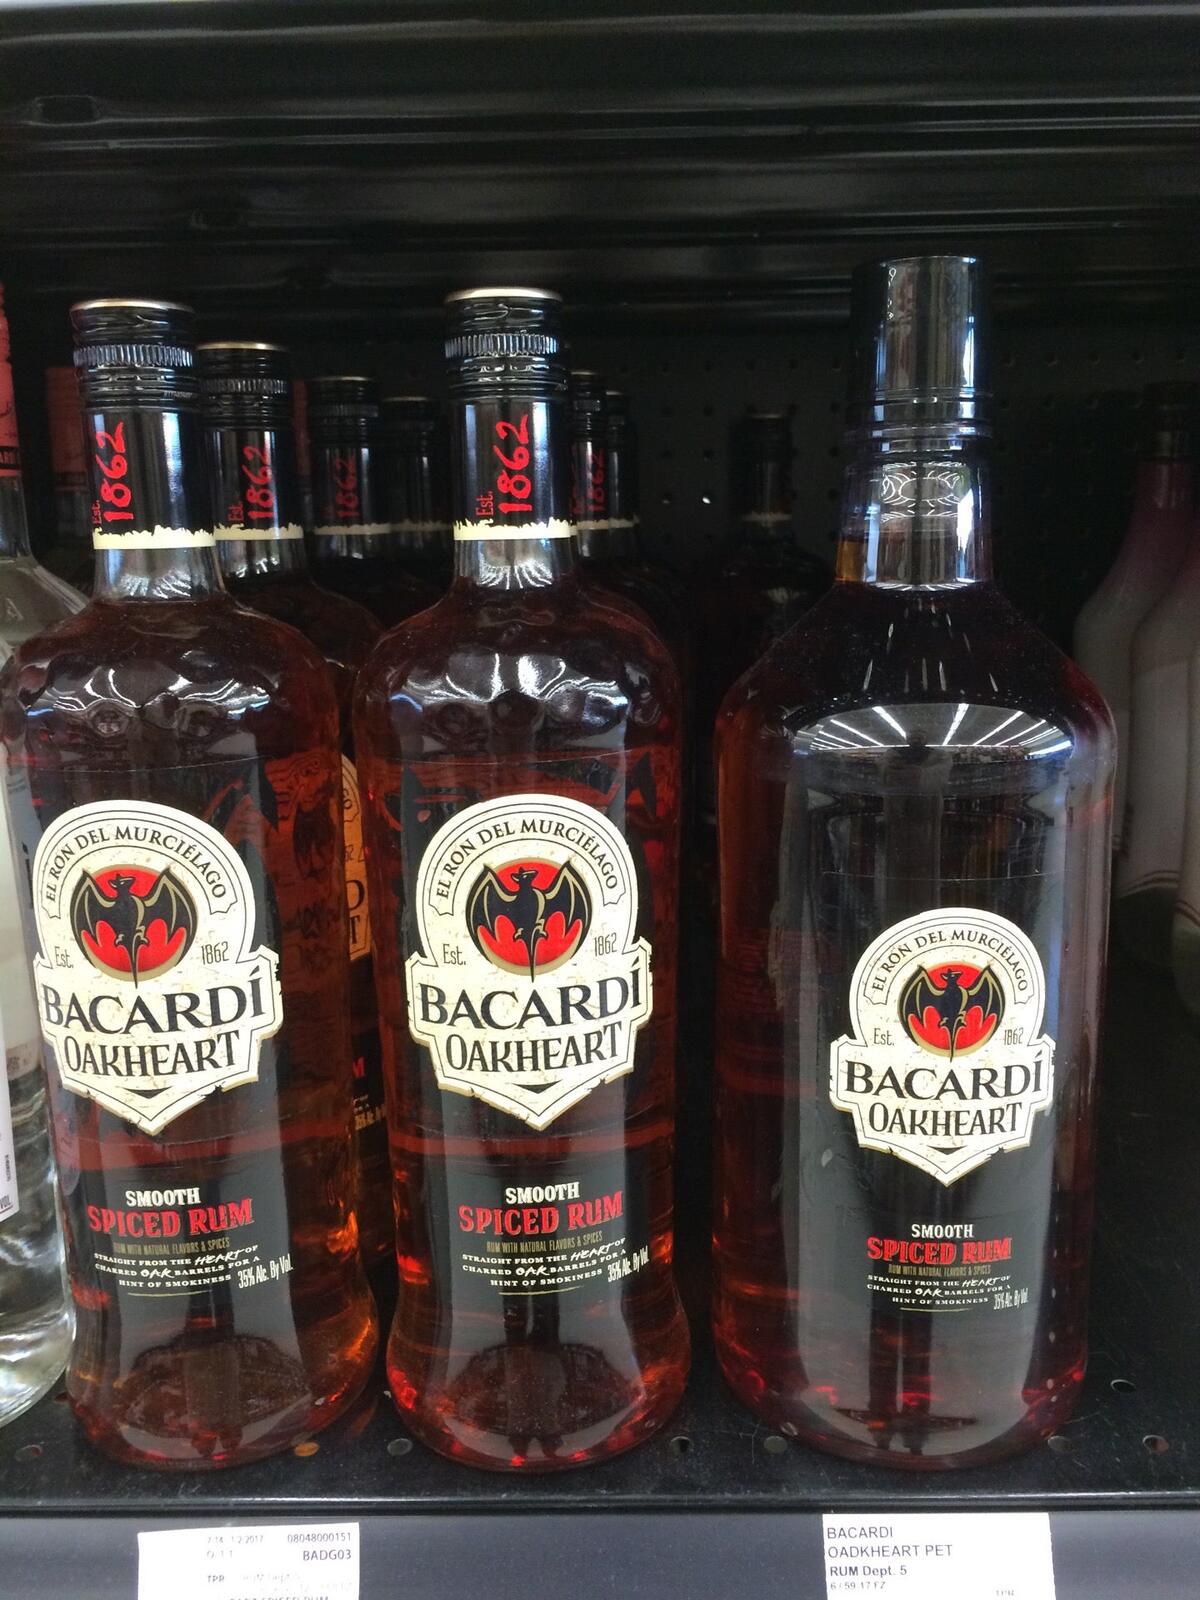 Est. 1862
Est. 1862
1862
Est. 1862
1862
EL RON DEL MURCIÉLAGO
Est. 1862
BACARDÍ
OAKHEART
SMOOTH
SPICED RUM
RUM WITH NATURAL FLAVORS & SPICES
STRAIGHT FROM THE HEART OF
CHARRED OAK BARRELS FOR A
HINT OF SMOKINESS 35% Alc. By Vol.
EL RON DEL MURCIÉLAGO
Est. 1862
BACARDÍ
OAKHEART
SMOOTH
SPICED RUM
RUM WITH NATURAL FLAVORS & SPICES
STRAIGHT FROM THE HEART OF
CHARRED OAK BARRELS FOR A
HINT OF SMOKINESS 35% Alc. By Vol.
EL RON DEL MURCIÉLAGO
Est. 1862
BACARDÍ
OAKHEART
SMOOTH
SPICED RUM
RUM WITH NATURAL FLAVORS & SPICES
STRAIGHT FROM THE HEART OF
CHARRED OAK BARRELS FOR A
HINT OF SMOKINESS 35% Alc. By Vol.
08048000151
BADG03
TPR
SPICED RUM
BACARDI
OADKHEART PET
RUM Dept. 5
6 / 59.17 FZ
TPR